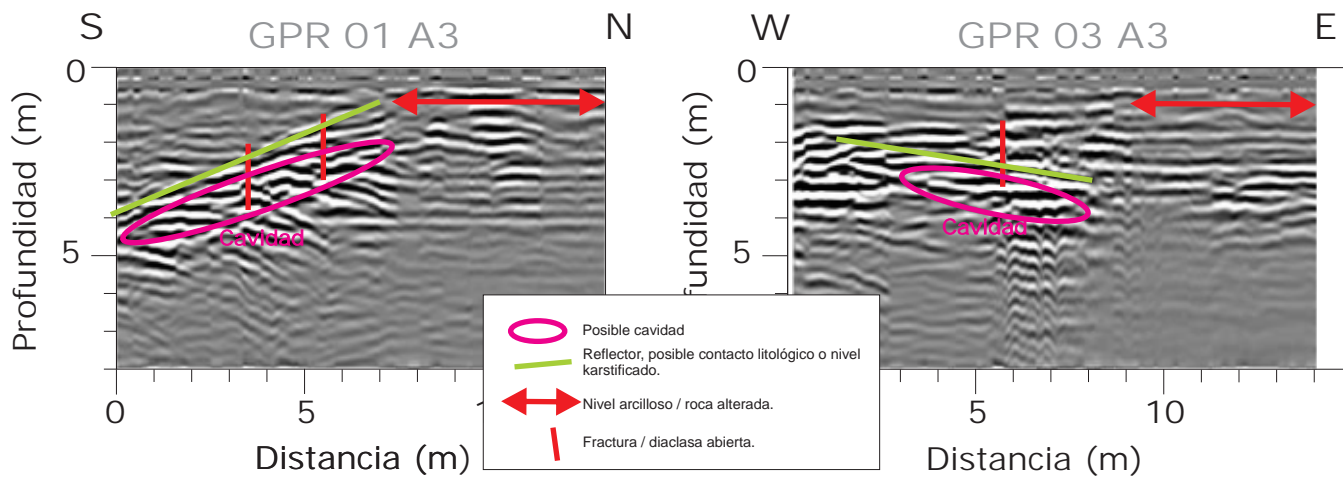 S
GPR 01 A3
N
W
GPR 03 A3
E
0
5
Profundidad (m)
Cavidad
0
5
Distancia (m)
0
5
fundidad (m)
Cavidad
5
10
Distancia (m)
Posible cavidad
Reflector, posible contacto litológico o nivel
karstificado.
Nivel arcilloso / roca alterada.
Fractura / diaclasa abierta.